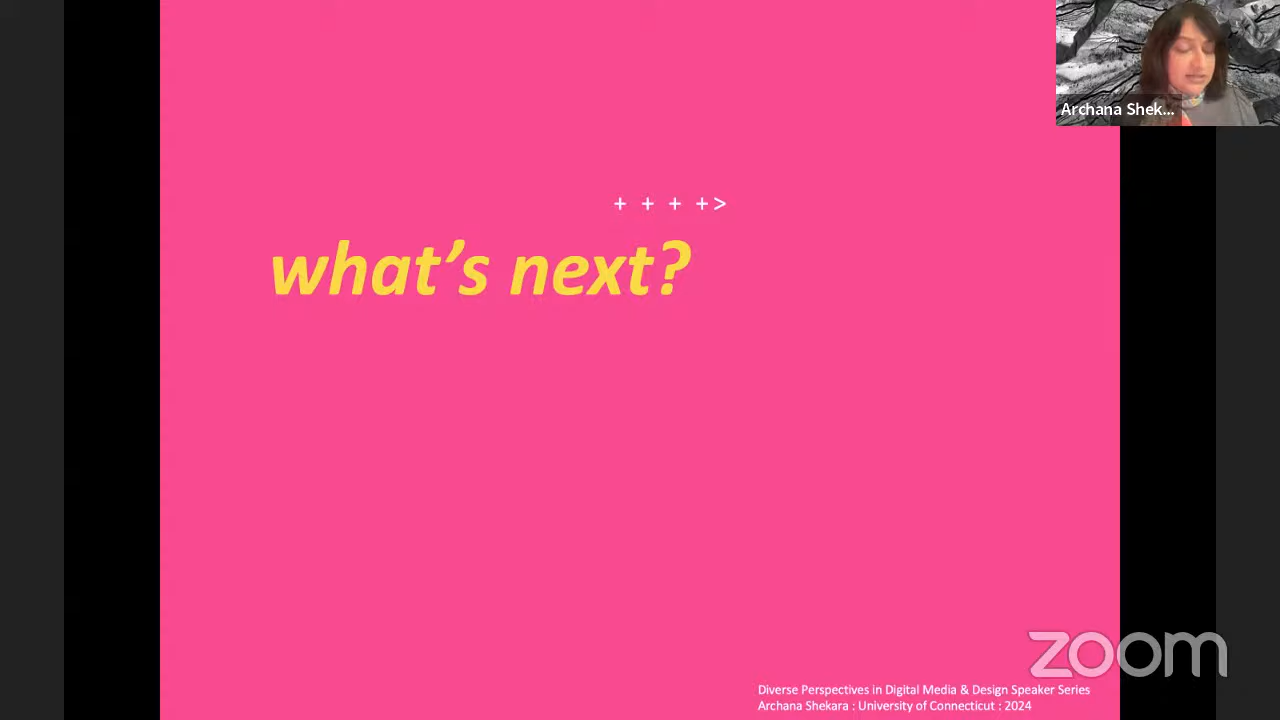 Archana Shek...
+ + + +>
what's next?
zoom
Diverse Perspectives in Digital Media & Design Speaker Series
Archana Shekara : University of Connecticut : 2024